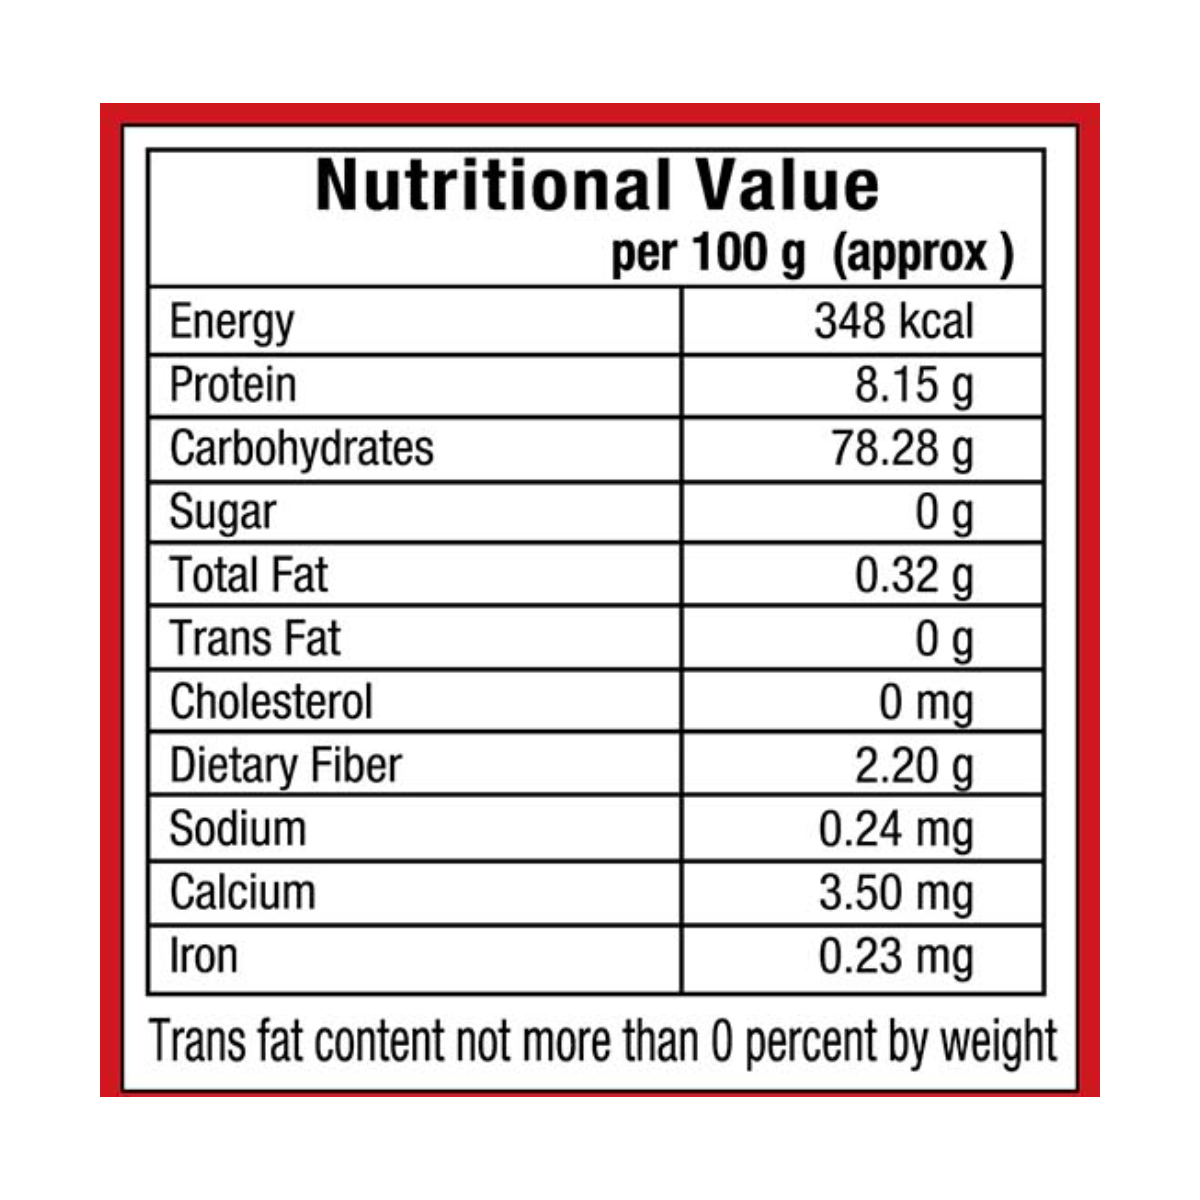 Nutritional Value
per 100 g (approx )
Energy 348 kcal
Protein 8.15 g
Carbohydrates 78.28 g
Sugar 0 g
Total Fat 0.32 g
Trans Fat 0 g
Cholesterol 0 mg
Dietary Fiber 2.20 g
Sodium 0.24 mg
Calcium 3.50 mg
Iron 0.23 mg
Trans fat content not more than 0 percent by weight